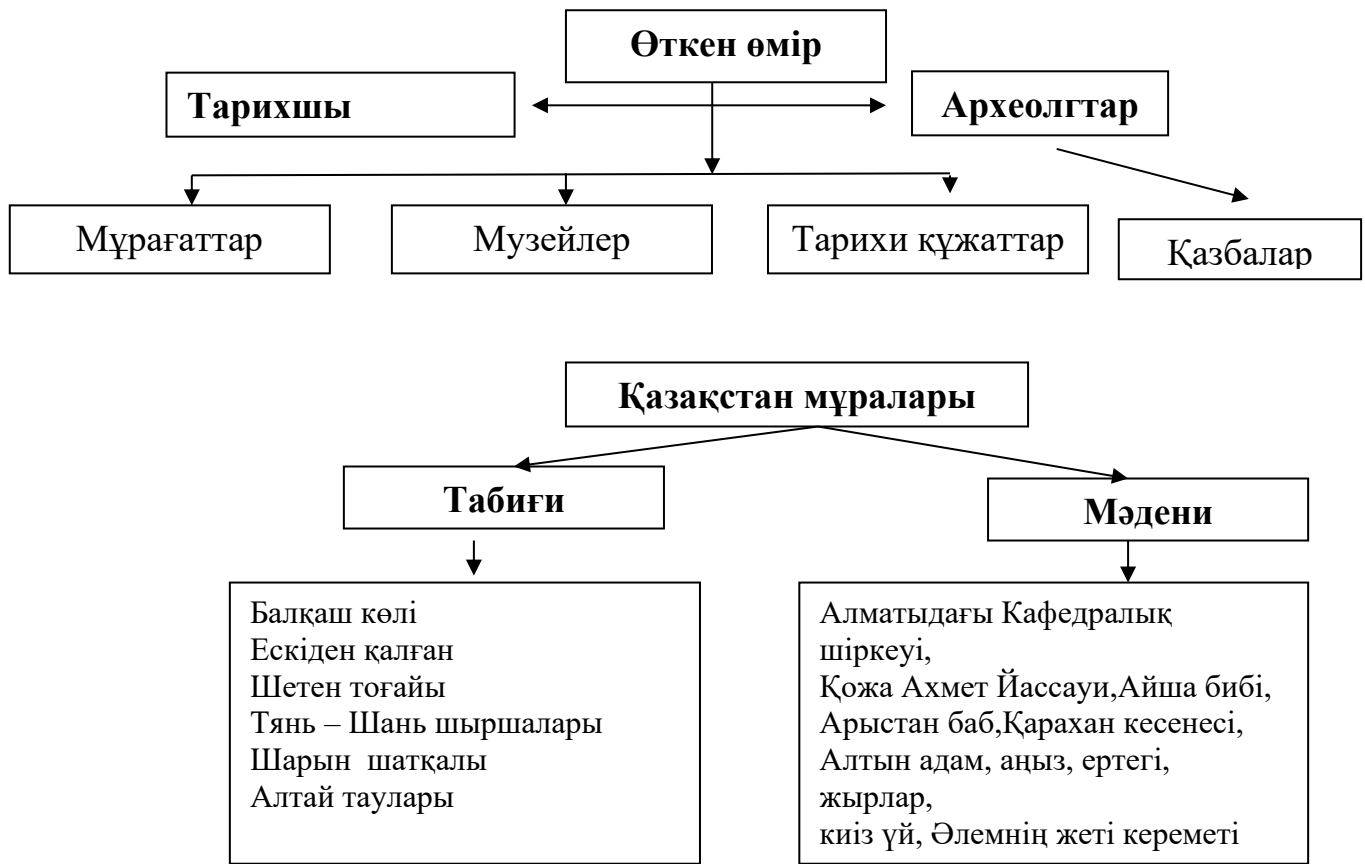 Өткен өмір
Тарихшы
Археолгтар
Мұрағаттар
Музейлер
Тарихи құжаттар
Қазбалар
Қазақстан мұралары
Табиғи
Мәдени
Балқаш көлі
Ескіден қалған
Шетен тоғайы
Тянь – Шань шыршалары
Шарын  шатқалы
Алтай таулары
Алматыдағы Кафедралық
шіркеуі,
Қожа Ахмет Йассауи,Айша бибі,
Арыстан баб,Қарахан кесенесі,
Алтын адам, аңыз, ертегі,
жырлар,
киіз үй, Әлемнің жеті кереметі